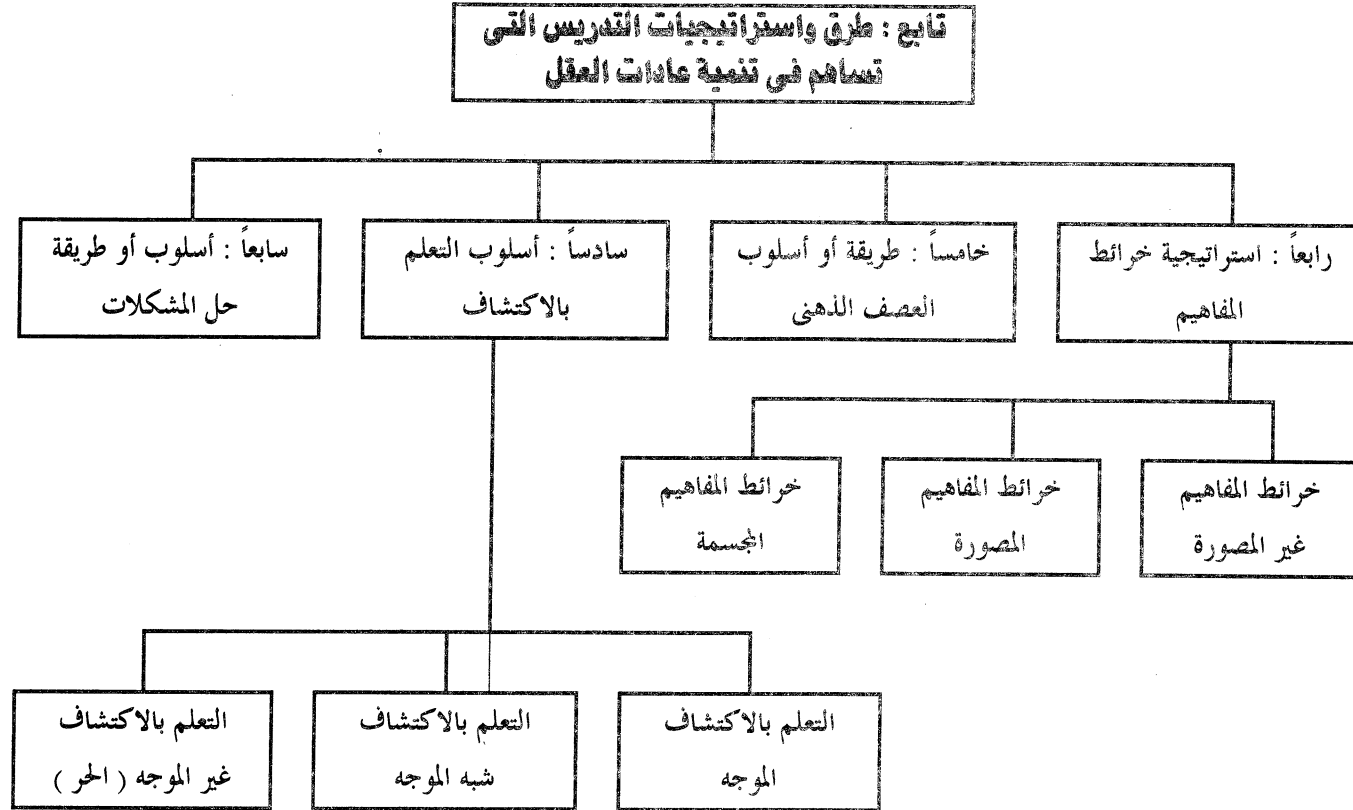 تابع : طرق واستراتيجيات التدريس التى
تساهم فى تنمية عادات العقل
رابعاً : استراتيجية خرائط
المفاهيم
خامساً : طريقة أو أسلوب
العصف الذهنى
سادساً : أسلوب التعلم
بالاكتشاف
سابعاً : أسلوب أو طريقة
حل المشكلات
خرائط المفاهيم
غير المصورة
خرائط المفاهيم
المصورة
خرائط المفاهيم
المجسمة
التعلم بالاكتشاف
الموجه
التعلم بالاكتشاف
شبه الموجه
التعلم بالاكتشاف
غير الموجه ( الحر )